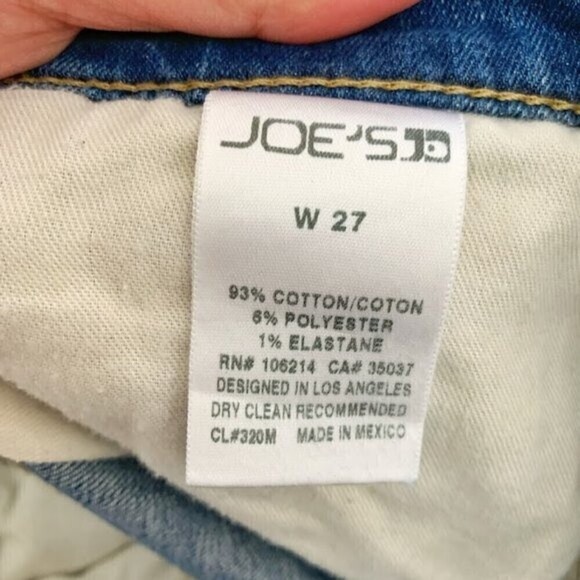 JOE'S JD
W 27
93% COTTON/COTON
6% POLYESTER
1% ELASTANE
RN# 106214 CA# 35037
DESIGNED IN LOS ANGELES
DRY CLEAN RECOMMENDED
CL#320M MADE IN MEXICO